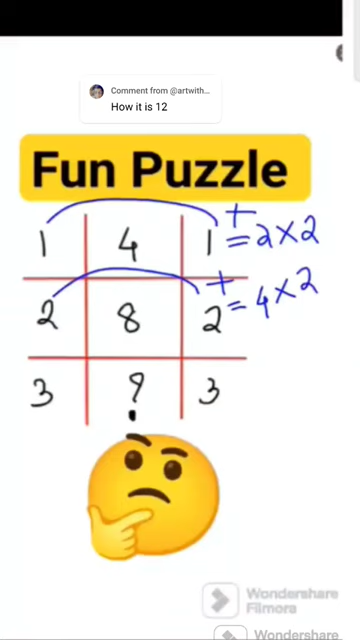 Comment from @artwith...
How it is 12
Fun Puzzle
1 4 1 + = 2 × 2
2 8 2 + = 4 × 2
3 ? 3
Wondershare
Filmora
Wondershare